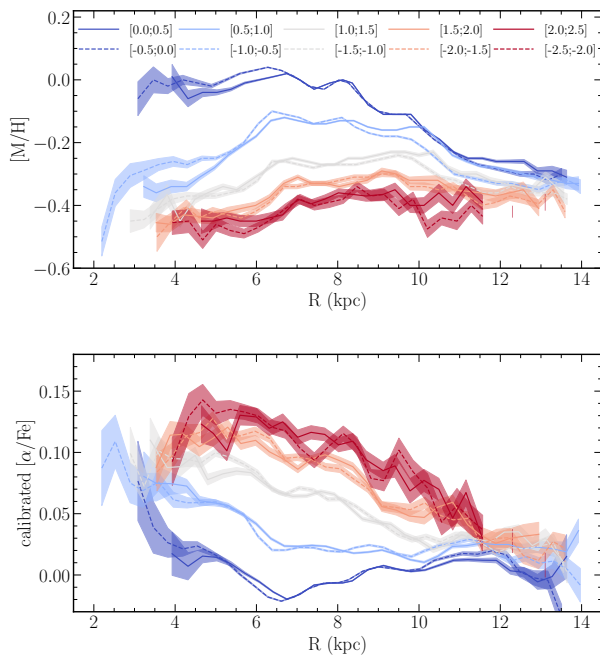 [0.0;0.5] [0.5;1.0] [1.0;1.5] [1.5;2.0] [2.0;2.5]
[-0.5;0.0] [-1.0;-0.5] [-1.5;-1.0] [-2.0;-1.5] [-2.5;-2.0]
0.2
0.0
−0.2
−0.4
−0.6
[M/H]
2 4 6 8 10 12 14
R (kpc)
0.15
0.10
0.05
0.00
calibrated [α/Fe]
2 4 6 8 10 12 14
R (kpc)